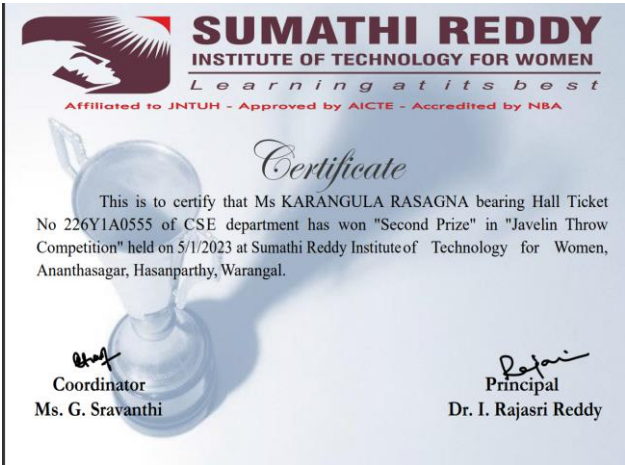 SUMATHI REDDY
INSTITUTE OF TECHNOLOGY FOR WOMEN
Learning at its best
Affiliated to JNTUH - Approved by AICTE - Accredited by NBA
Certificate
This is to certify that Ms KARANGULA RASAGNA bearing Hall Ticket
No 226Y1A0555 of CSE department has won "Second Prize" in "Javelin Throw
Competition" held on 5/1/2023 at Sumathi Reddy Institute of Technology for Women,
Ananthasagar, Hasanparthy, Warangal.
Coordinator
Ms. G. Sravanthi
Principal
Dr. I. Rajasri Reddy